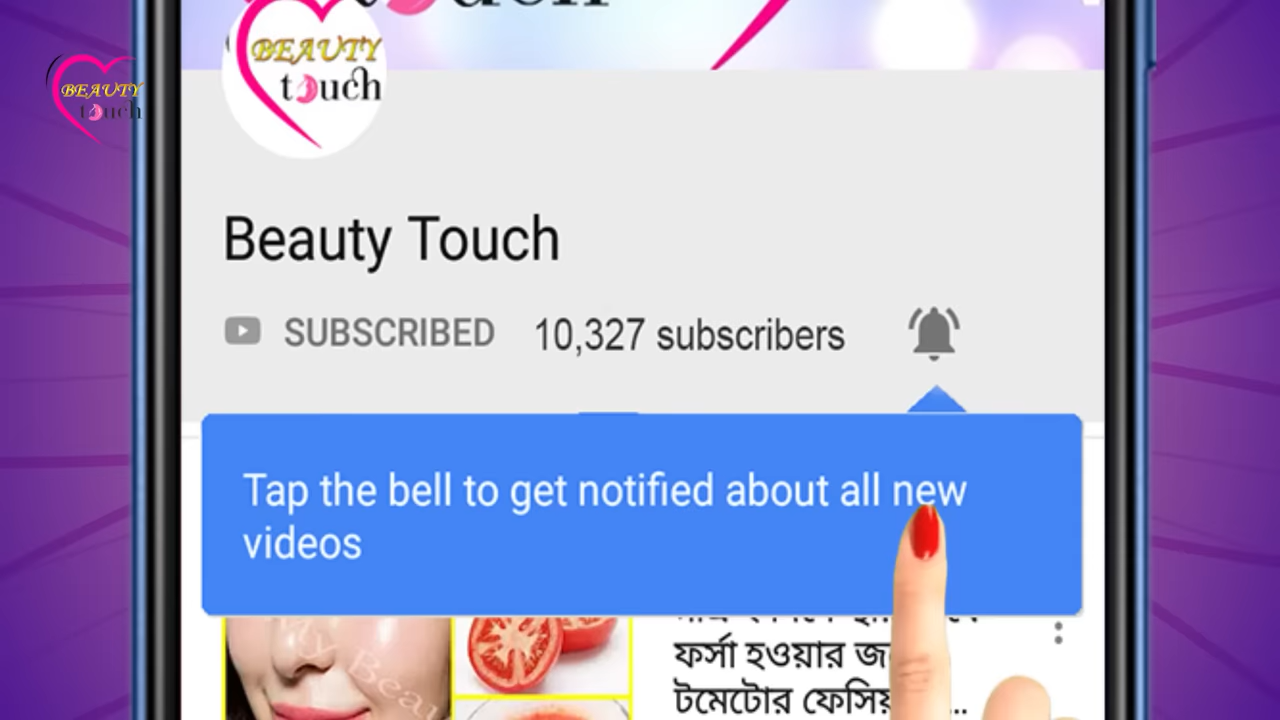 BEAUTY
touch
BEAUTY
touch
Beauty Touch
SUBSCRIBED 10,327 subscribers
Tap the bell to get notified about all new
videos
ফর্সা হওয়ার
টমেটোর